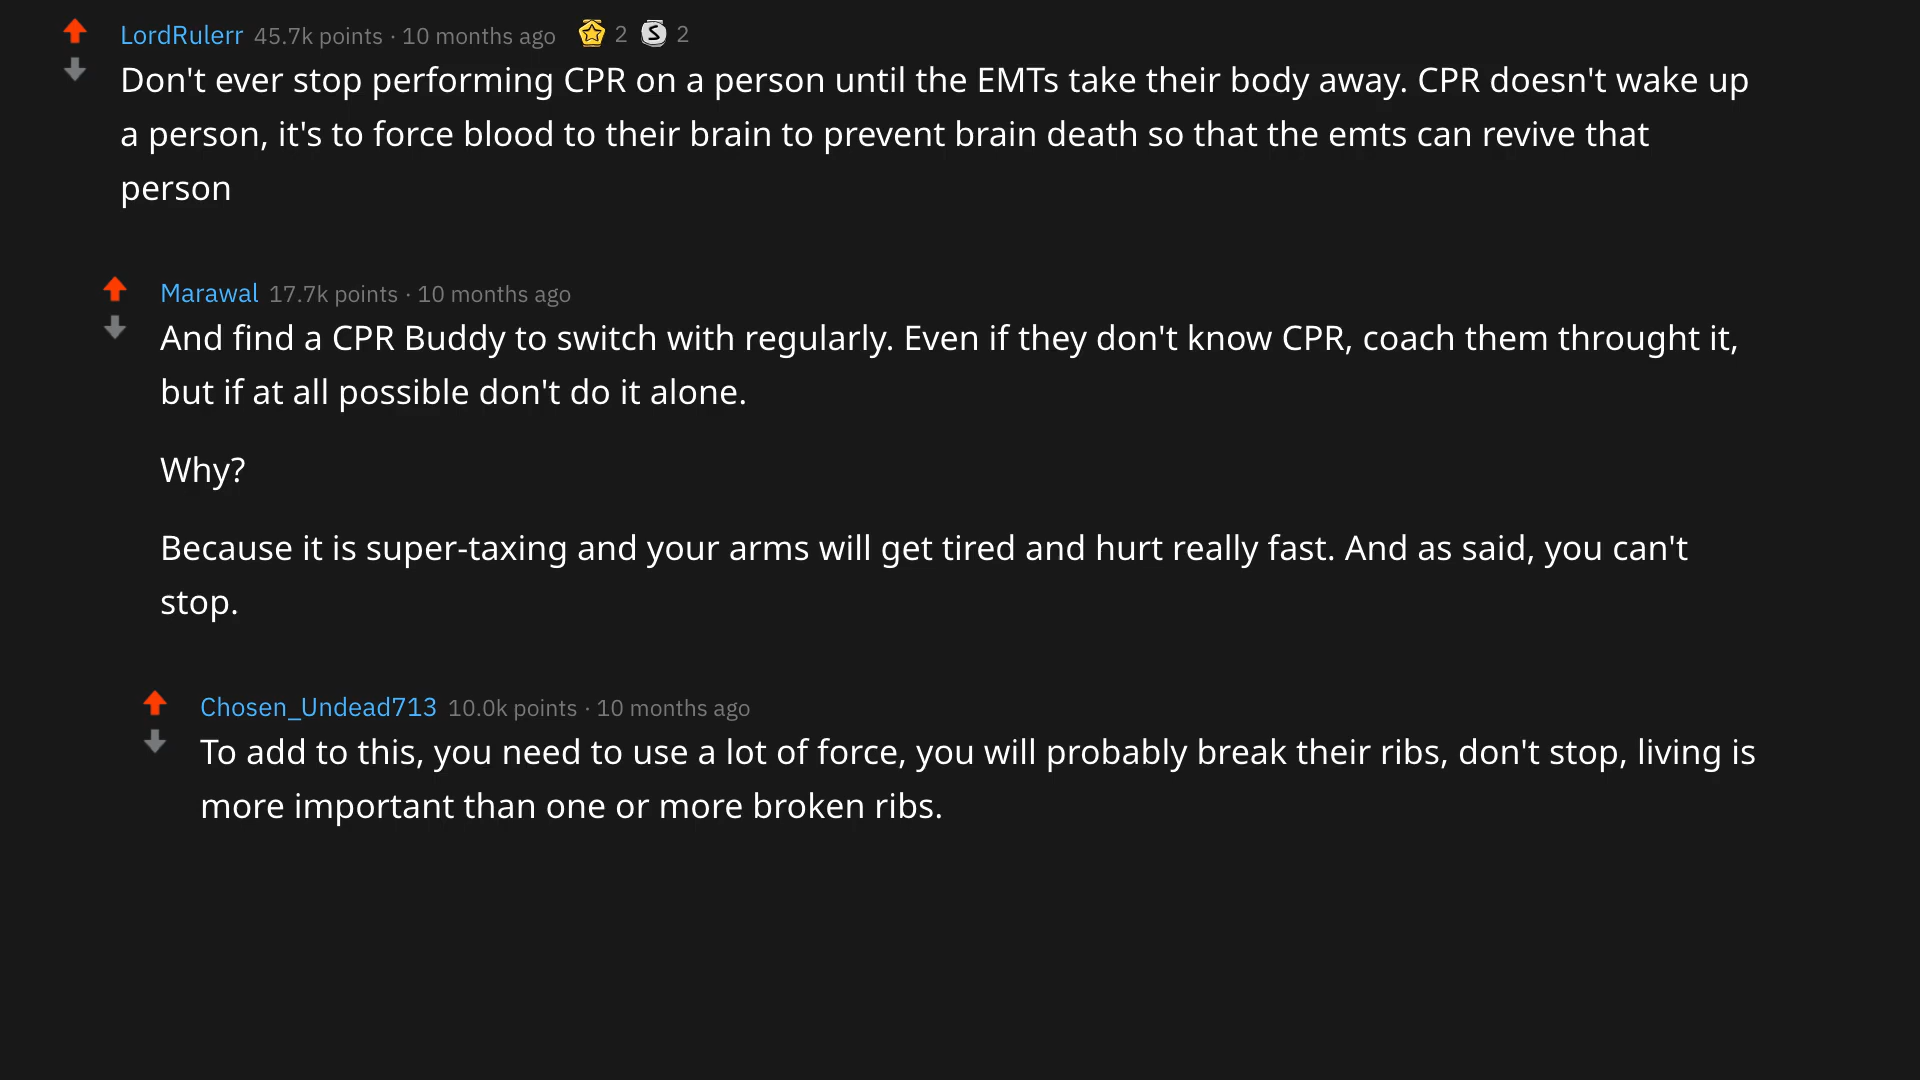 LordRulerr 45.7k points · 10 months ago 2 S 2
Don't ever stop performing CPR on a person until the EMTs take their body away. CPR doesn't wake up
a person, it's to force blood to their brain to prevent brain death so that the emts can revive that
person
Marawal 17.7k points · 10 months ago
And find a CPR Buddy to switch with regularly. Even if they don't know CPR, coach them throught it,
but if at all possible don't do it alone.
Why?
Because it is super-taxing and your arms will get tired and hurt really fast. And as said, you can't
stop.
Chosen_Undead713 10.0k points · 10 months ago
To add to this, you need to use a lot of force, you will probably break their ribs, don't stop, living is
more important than one or more broken ribs.